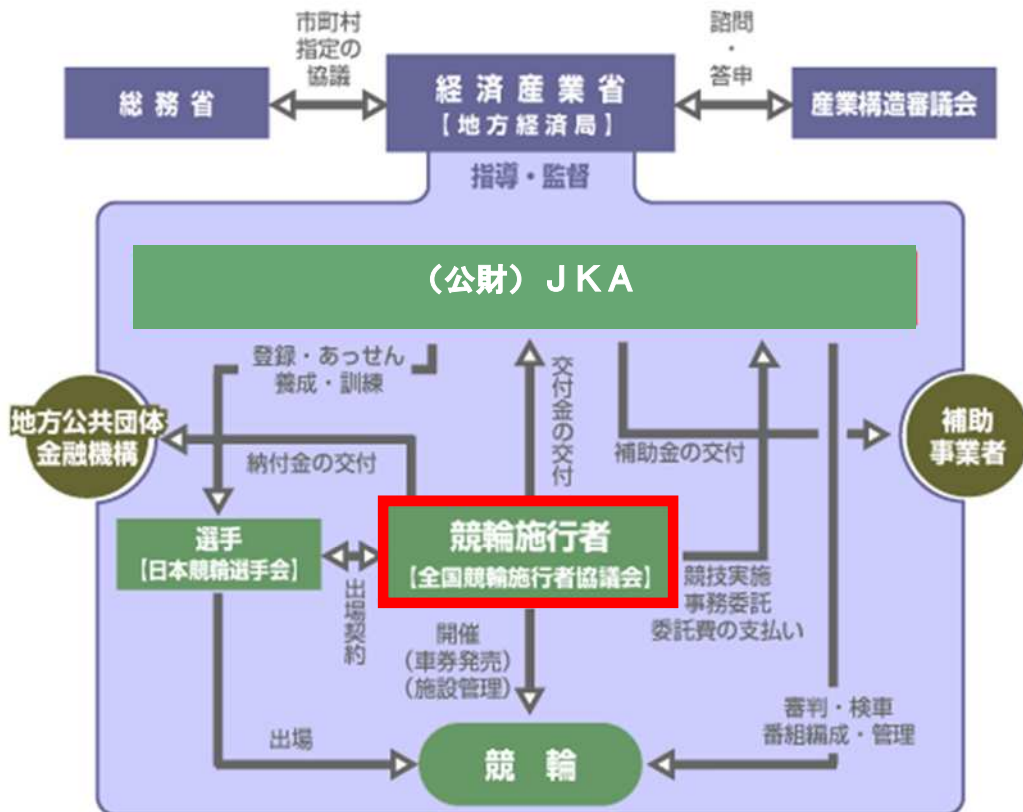 市町村
指定の
協議
諮問
・
答申
総務省
経済産業省
【地方経済局】
産業構造審議会
指導・監督
（公財）ＪＫＡ
登録・あっせん
養成・訓練
交付金の交付
地方公共団体
金融機構
納付金の交付
補助金の交付
補助
事業者
選手
【日本競輪選手会】
競輪施行者
【全国競輪施行者協議会】
出場契約
競技実施
事務委託
委託費の支払い
開催
（車券発売）
（施設管理）
出場
審判・検車
番組編成・管理
競輪